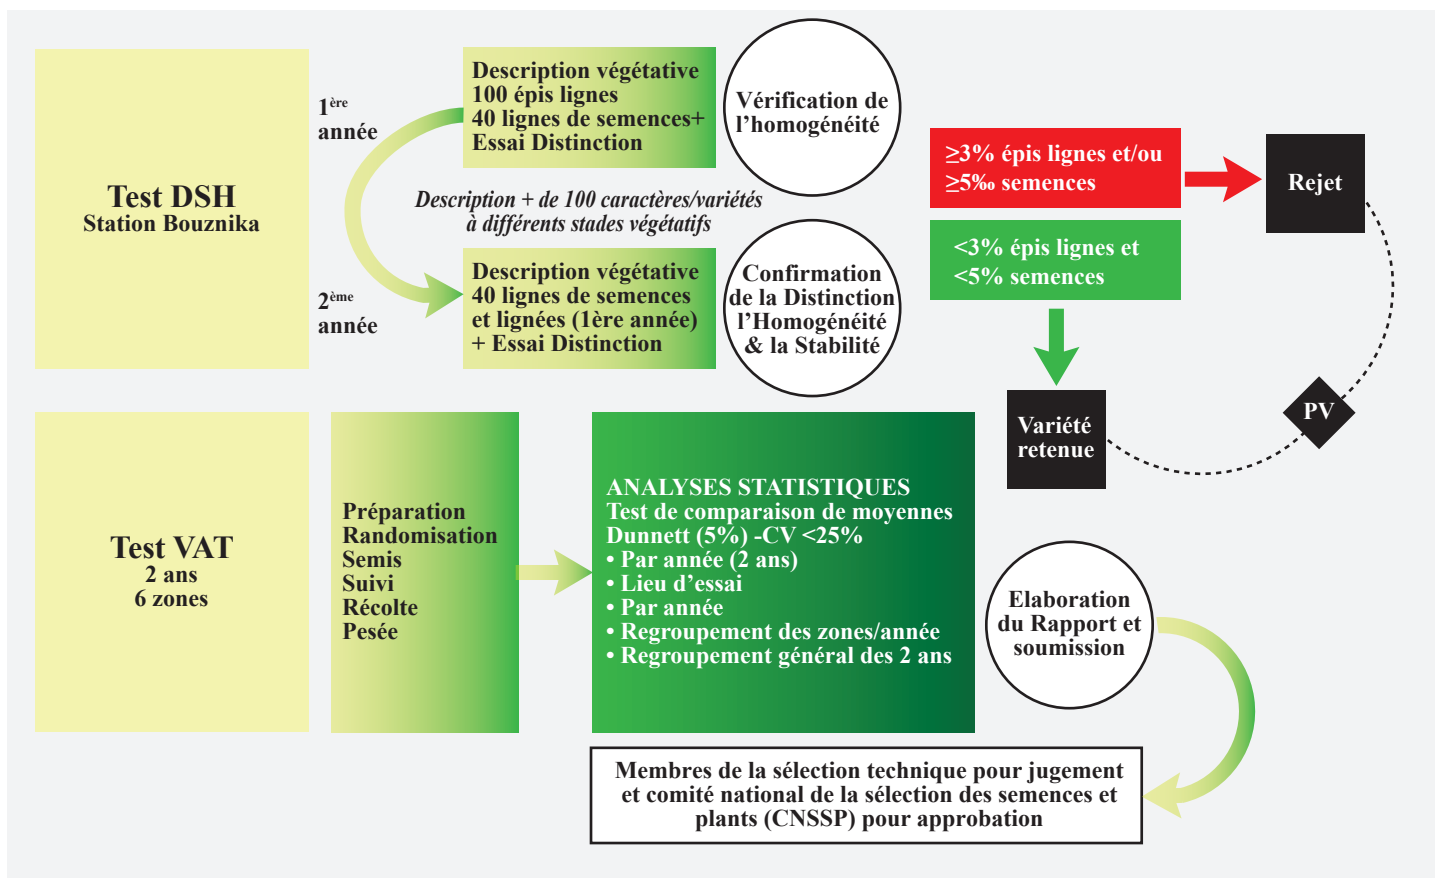 Test DSH
Station Bouznika
1ère
année
2ème
année
Description végétative
100 épis lignes
40 lignes de semences+
Essai Distinction
Vérification de
l’homogénéité
Description + de 100 caractères/variétés
à différents stades végétatifs
Description végétative
40 lignes de semences
et lignées (1ère année)
+ Essai Distinction
Confirmation
de la Distinction
l’Homogénéité
& la Stabilité
≥3% épis lignes et/ou
≥5‰ semences
Rejet
<3% épis lignes et
<5% semences
Variété
retenue
PV
Test VAT
2 ans
6 zones
Préparation
Randomisation
Semis
Suivi
Récolte
Pesée
ANALYSES STATISTIQUES
Test de comparaison de moyennes
Dunnett (5%) -CV <25%
• Par année (2 ans)
• Lieu d’essai
• Par année
• Regroupement des zones/année
• Regroupement général des 2 ans
Elaboration
du Rapport et
soumission
Membres de la sélection technique pour jugement
et comité national de la sélection des semences et
plants (CNSSP) pour approbation